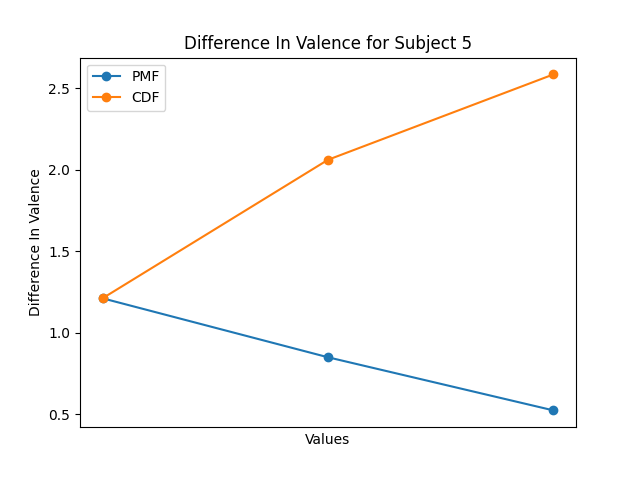 Difference In Valence for Subject 5
PMF
CDF
2.5
2.0
1.5
1.0
0.5
Difference In Valence
Values